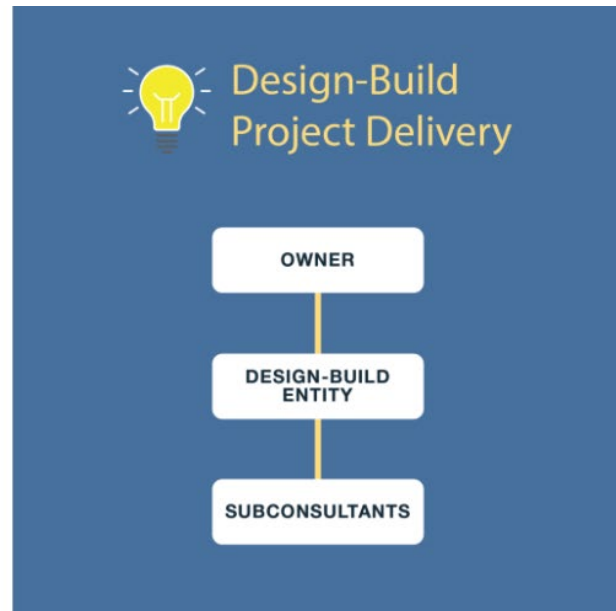 Design-Build
Project Delivery
OWNER
DESIGN-BUILD
ENTITY
SUBCONSULTANTS